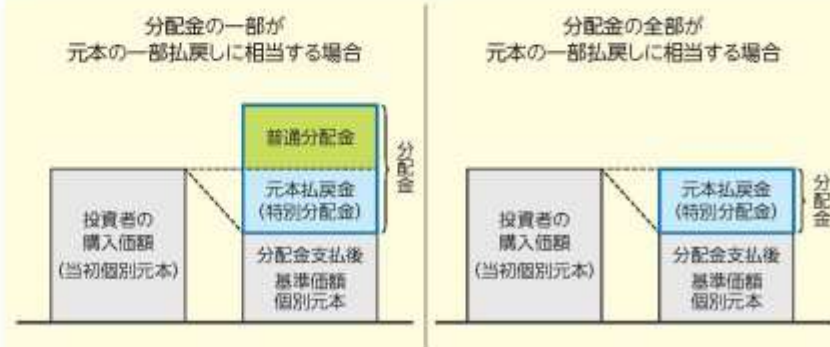 分配金の一部が
元本の一部払戻しに相当する場合
普通分配金
元本払戻金
(特別分配金)
分配金
投資者の
購入価額
(当初個別元本)
分配金支払後
基準価額
個別元本
分配金の全部が
元本の一部払戻しに相当する場合
元本払戻金
(特別分配金)
分配金
投資者の
購入価額
(当初個別元本)
分配金支払後
基準価額
個別元本